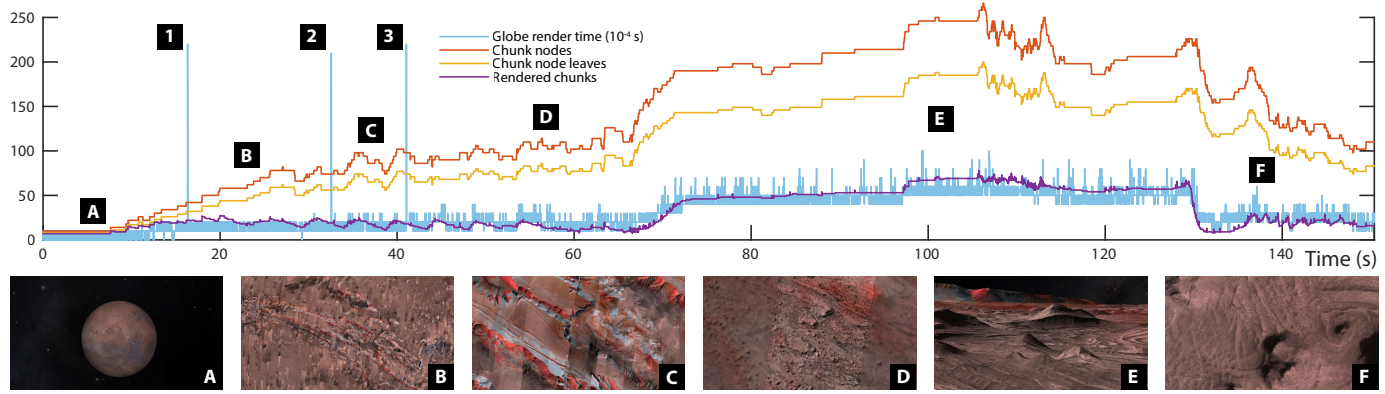 250
200
150
100
50
0
1
2
3
Globe render time (10⁻⁴ s)
Chunk nodes
Chunk node leaves
Rendered chunks
A
B
C
D
E
F
0
20
40
60
80
100
120
140
Time (s)
A
B
C
D
E
F